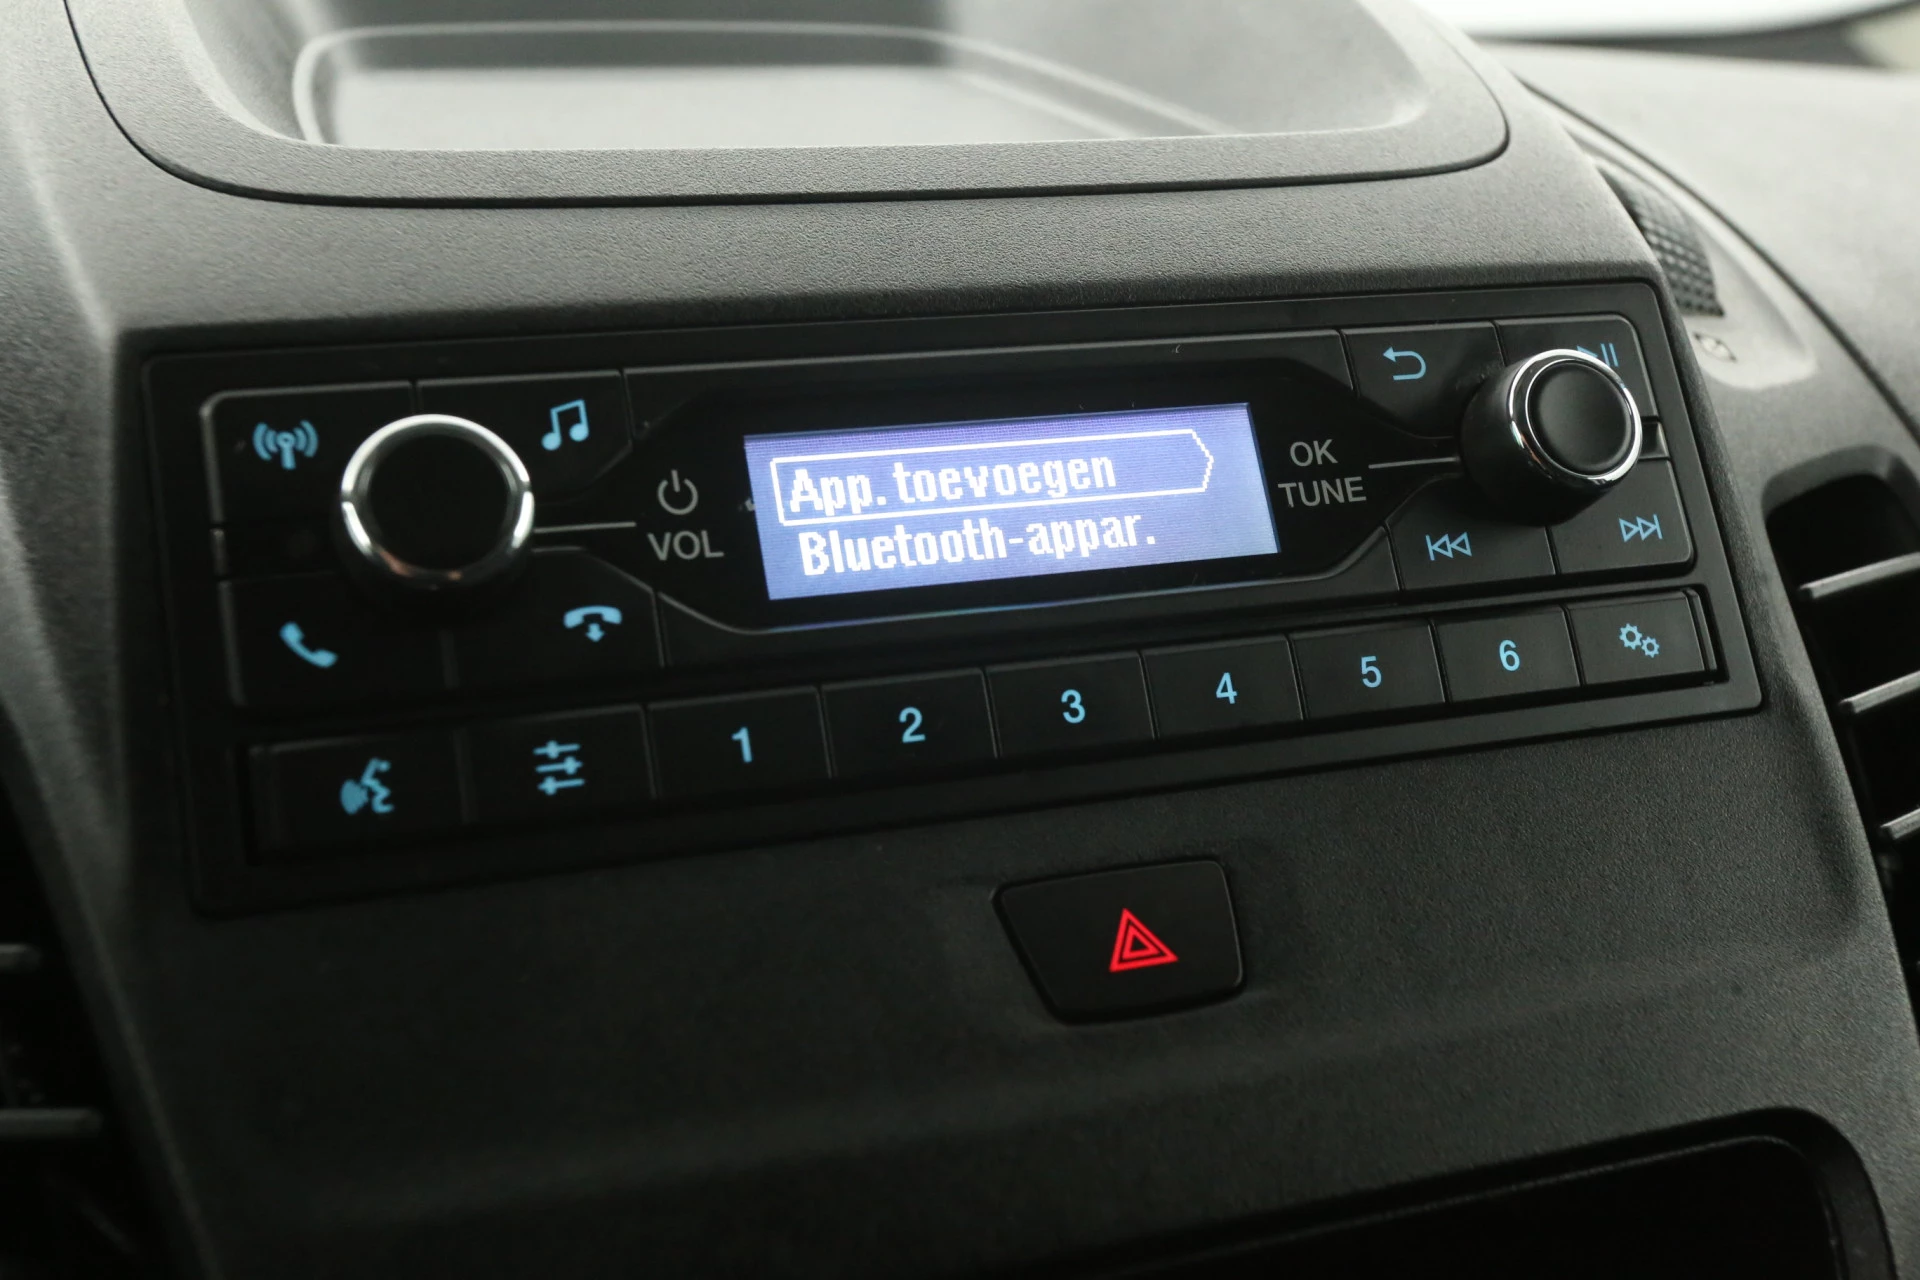 App. toevoegen
Bluetooth-appar.
VOL
OK
TUNE
1 2 3 4 5 6